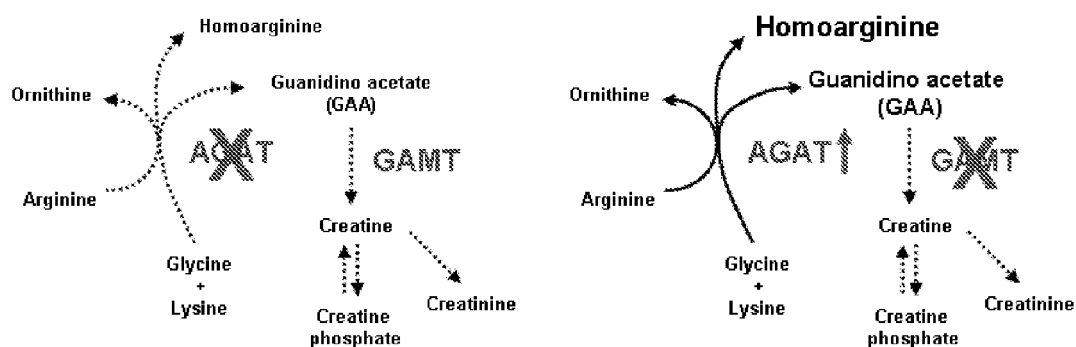 Homoarginine
Ornithine
Guanidino acetate
(GAA)
AGAT
GAMT
Arginine
Creatine
Glycine
+
Lysine
Creatinine
Creatine
phosphate
Homoarginine
Ornithine
Guanidino acetate
(GAA)
AGAT
GAMT
Arginine
Creatine
Glycine
+
Lysine
Creatinine
Creatine
phosphate